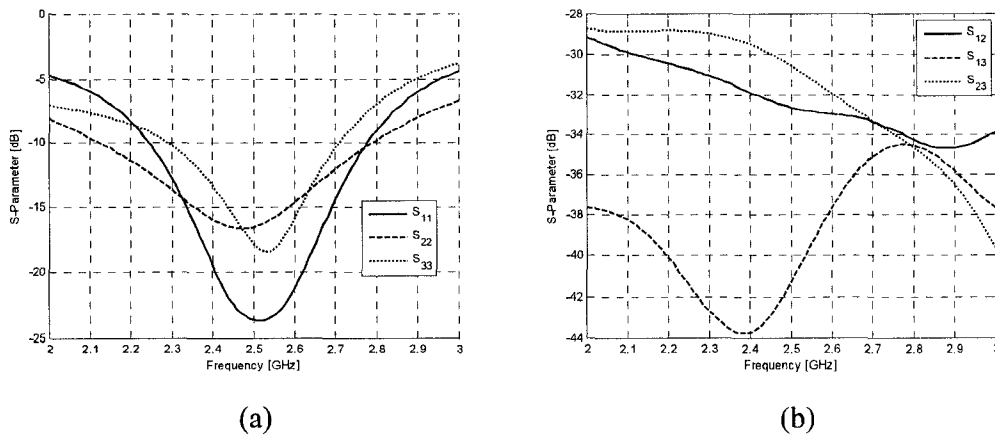 0
-5
-10
-15
-20
-25
S-Parameter [dB]
S11
S22
S33
2 2.1 2.2 2.3 2.4 2.5 2.6 2.7 2.8 2.9 3
Frequency [GHz]
(a)
-28
-30
-32
-34
-36
-38
-40
-42
-44
S-Parameter [dB]
S12
S13
S23
2 2.1 2.2 2.3 2.4 2.5 2.6 2.7 2.8 2.9 3
Frequency [GHz]
(b)